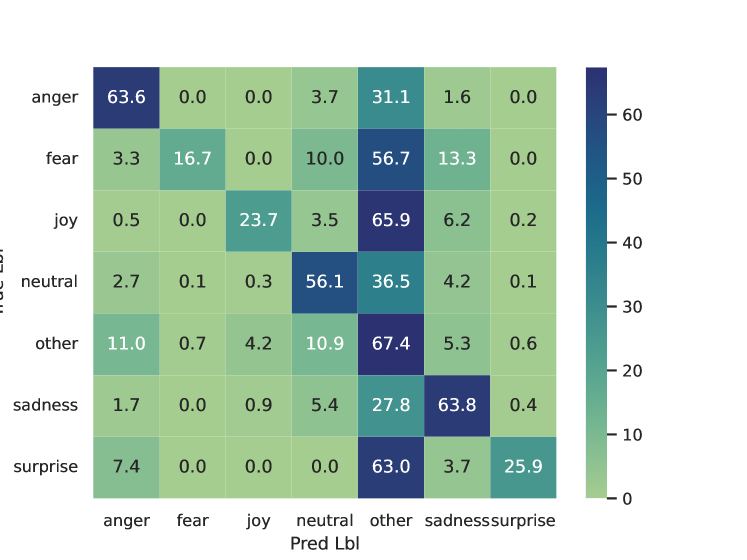 anger 63.6 0.0 0.0 3.7 31.1 1.6 0.0
fear 3.3 16.7 0.0 10.0 56.7 13.3 0.0
joy 0.5 0.0 23.7 3.5 65.9 6.2 0.2
neutral 2.7 0.1 0.3 56.1 36.5 4.2 0.1
other 11.0 0.7 4.2 10.9 67.4 5.3 0.6
sadness 1.7 0.0 0.9 5.4 27.8 63.8 0.4
surprise 7.4 0.0 0.0 0.0 63.0 3.7 25.9
anger fear joy neutral other sadness surprise
Pred Lbl
60
50
40
30
20
10
0